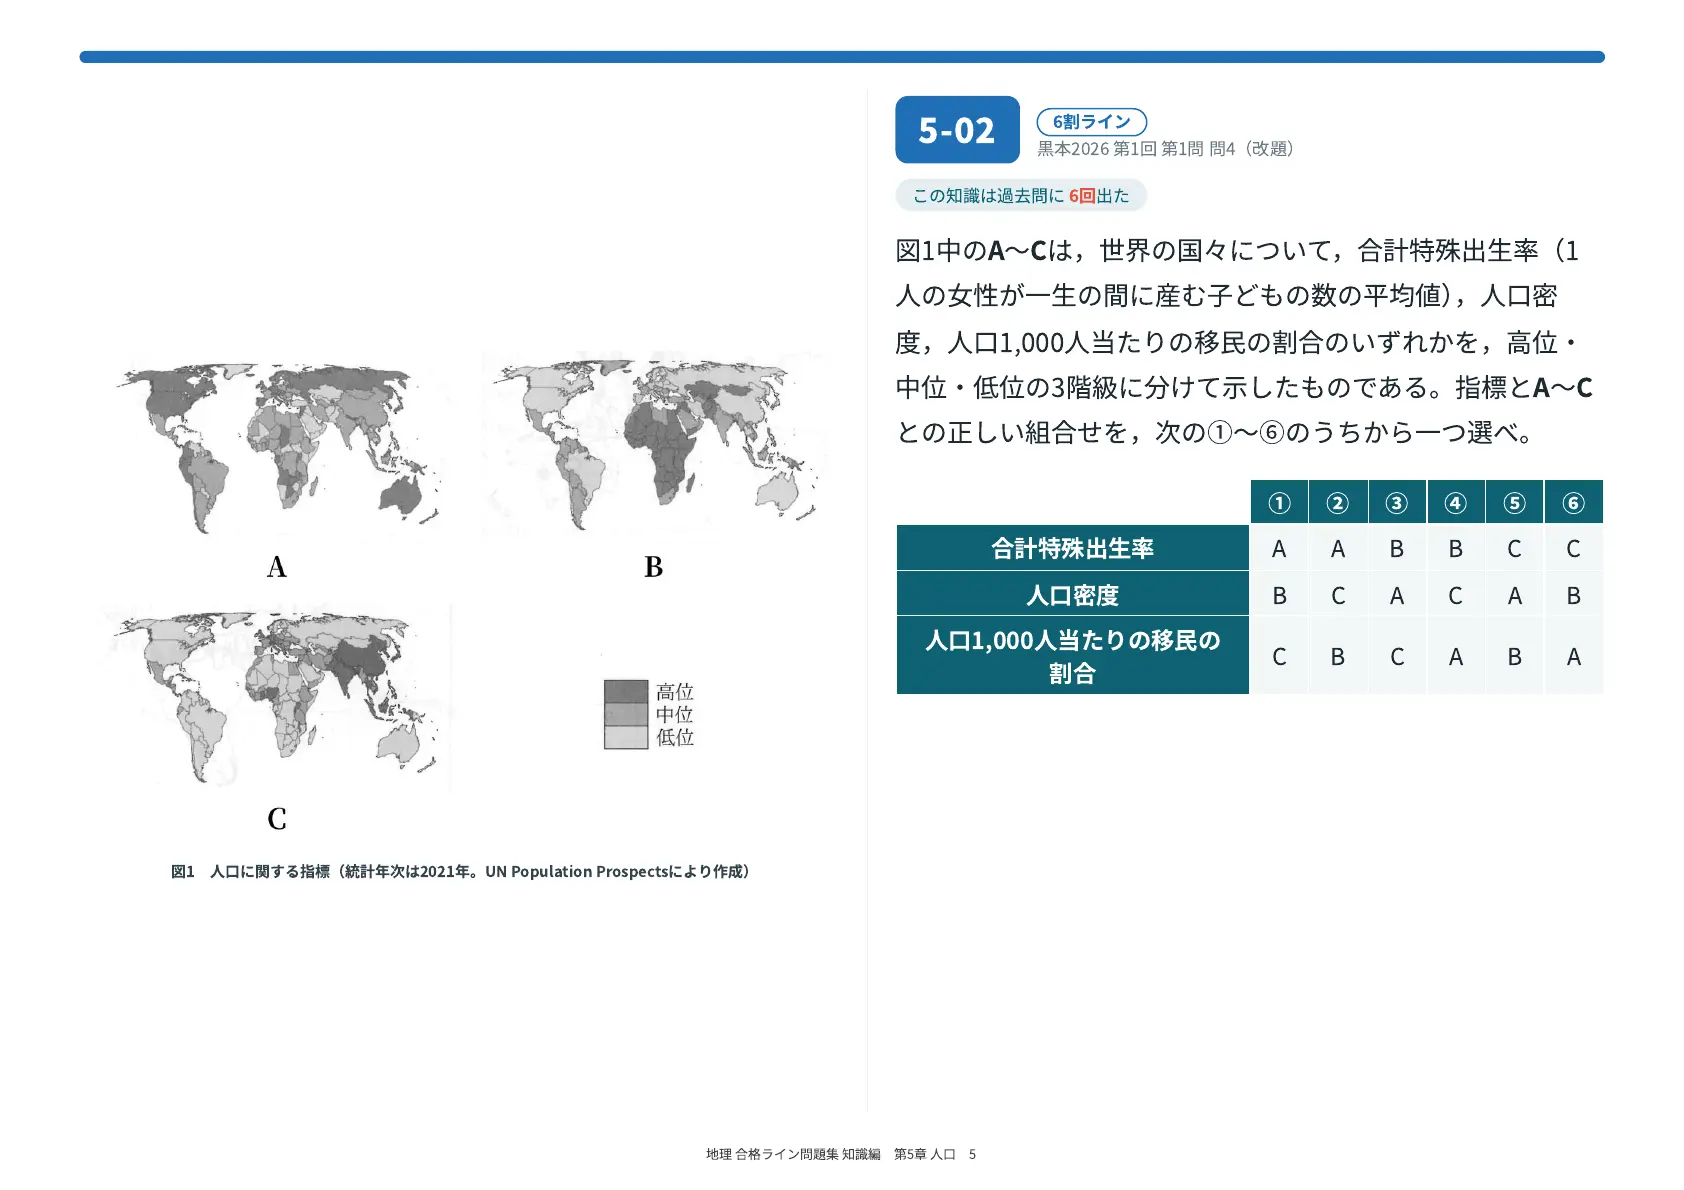 A
B
C
高位
中位
低位
図1　人口に関する指標（統計年次は2021年。UN Population Prospectsにより作成）
5-02
6割ライン
黒本2026 第1回 第1問 問4（改題）
この知識は過去問に 6回出た
図1中のA～Cは，世界の国々について，合計特殊出生率（1
人の女性が一生の間に産む子どもの数の平均値），人口密
度，人口1,000人当たりの移民の割合のいずれかを，高位・
中位・低位の3階級に分けて示したものである。指標とA～C
との正しい組合せを，次の①～⑥のうちから一つ選べ。
① ② ③ ④ ⑤ ⑥
合計特殊出生率 A A B B C C
人口密度 B C A C A B
人口1,000人当たりの移民の
割合 C B C A B A
地理 合格ライン問題集 知識編　第5章 人口　5